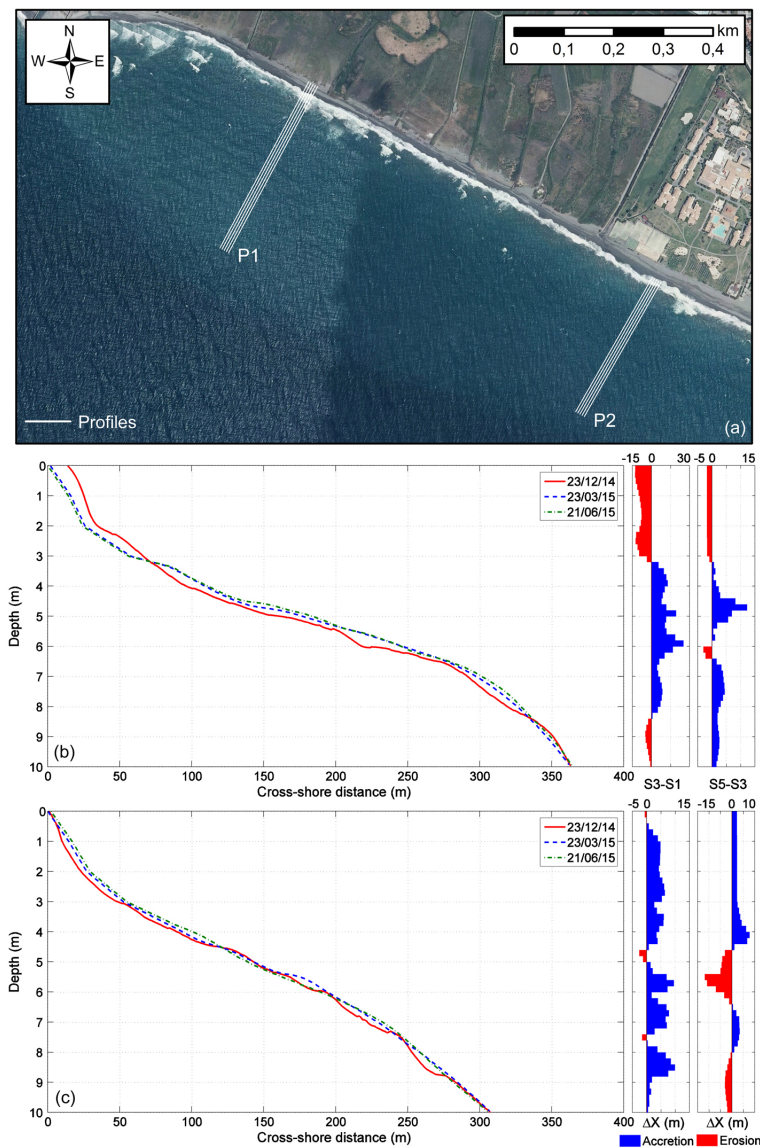 N
W E
S
km
0 0,1 0,2 0,3 0,4
P1
P2
Profiles
(a)
-15 0 30 -5 0 15
0
1
2
3
4
5
6
7
8
9
10
Depth (m)
23/12/14
23/03/15
21/06/15
(b)
0 50 100 150 200 250 300 350 400
Cross-shore distance (m)
S3-S1 S5-S3
-5 0 15 -15 0 10
0
1
2
3
4
5
6
7
8
9
10
Depth (m)
23/12/14
23/03/15
21/06/15
(c)
0 50 100 150 200 250 300 350 400
Cross-shore distance (m)
ΔX (m) ΔX (m)
Accretion Erosion